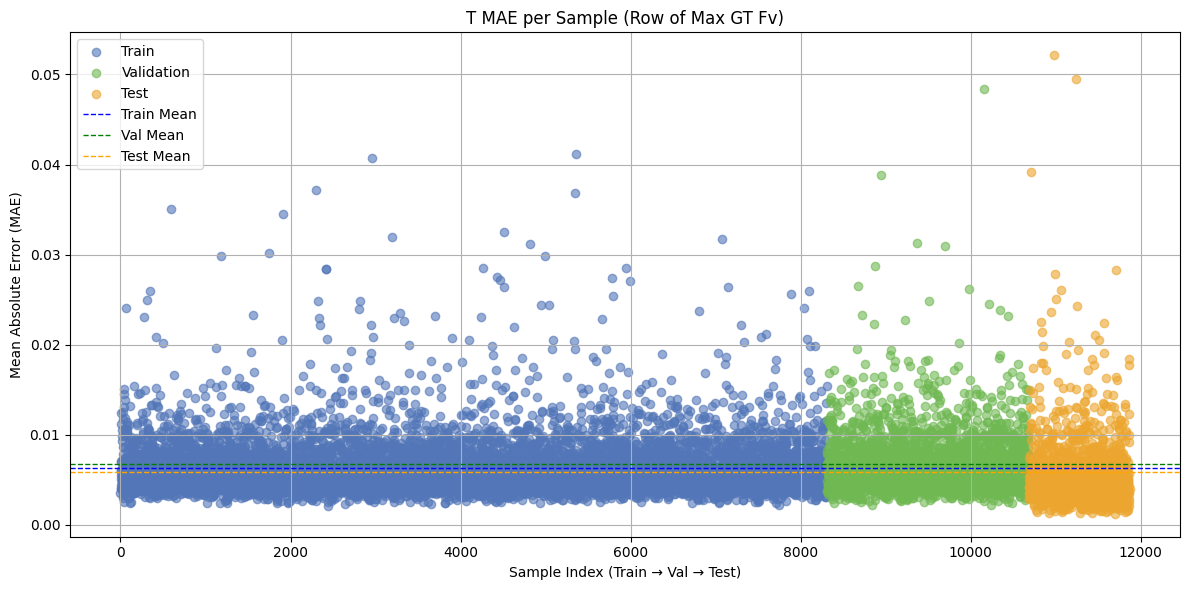 T MAE per Sample (Row of Max GT Fv)
Train
Validation
Test
Train Mean
Val Mean
Test Mean
Mean Absolute Error (MAE)
0.05
0.04
0.03
0.02
0.01
0.00
0 2000 4000 6000 8000 10000 12000
Sample Index (Train → Val → Test)